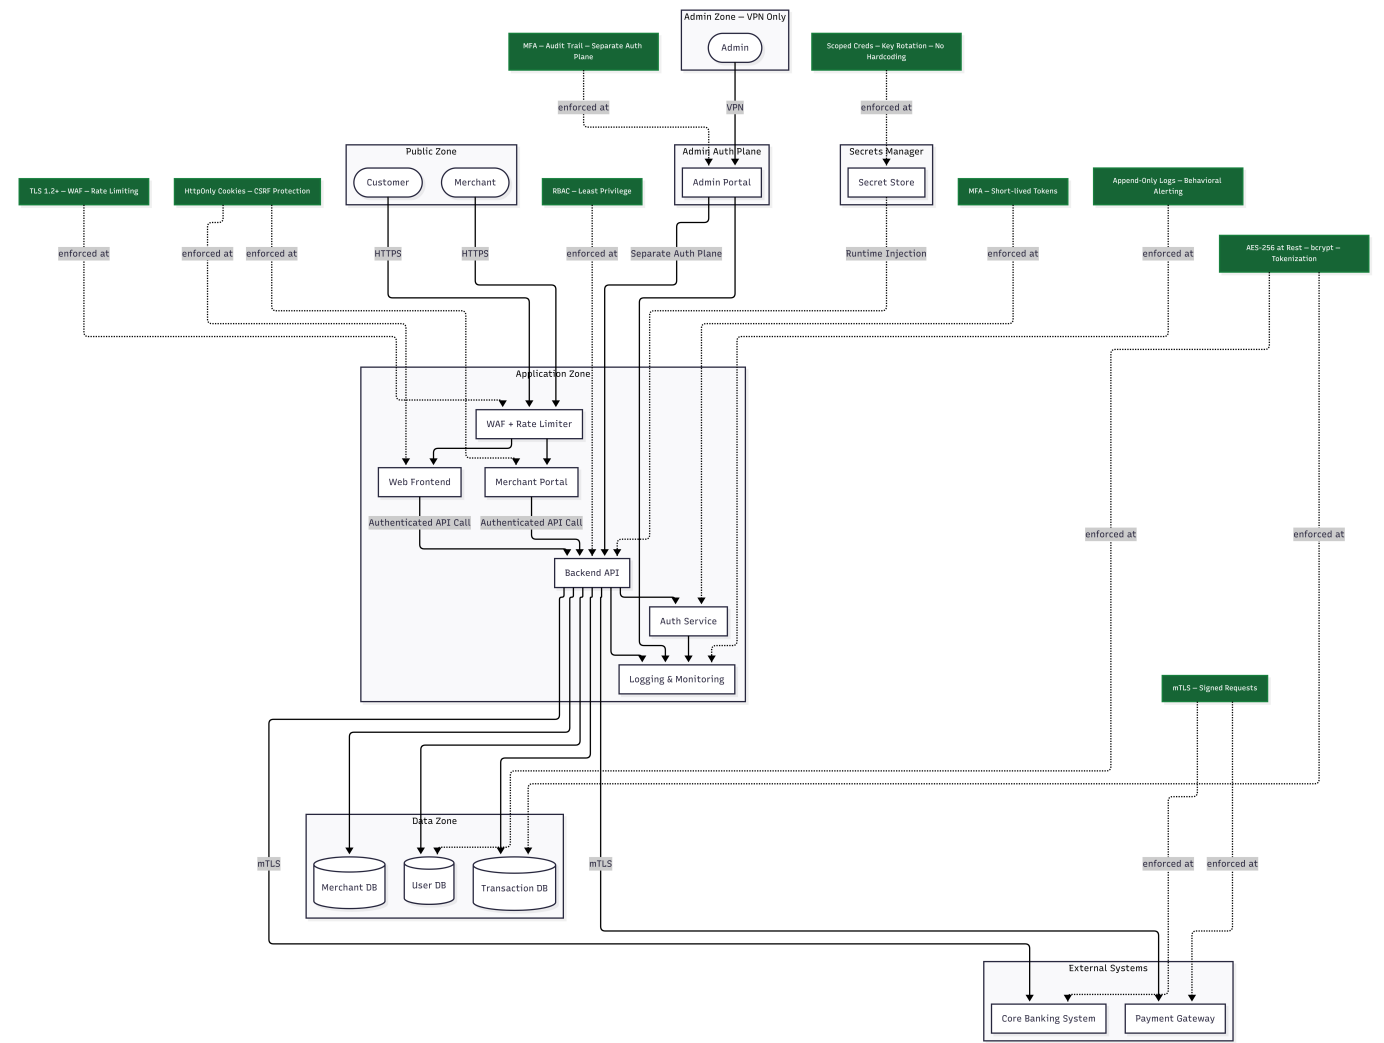 Admin Zone — VPN Only
Admin
MFA — Audit Trail — Separate Auth
Plane
Scoped Creds — Key Rotation — No
Hardcoding
enforced at
VPN
enforced at
Public Zone
Admin Auth Plane
Secrets Manager
Customer
Merchant
Admin Portal
Secret Store
TLS 1.2+ — WAF — Rate Limiting
HttpOnly Cookies — CSRF Protection
RBAC — Least Privilege
MFA — Short-lived Tokens
Append-Only Logs — Behavioral
Alerting
AES-256 at Rest — bcrypt —
Tokenization
enforced at
enforced at
enforced at
HTTPS
HTTPS
enforced at
Separate Auth Plane
Runtime Injection
enforced at
enforced at
Application Zone
WAF + Rate Limiter
Web Frontend
Merchant Portal
Authenticated API Call
Authenticated API Call
enforced at
enforced at
Backend API
Auth Service
Logging & Monitoring
mTLS — Signed Requests
Data Zone
mTLS
mTLS
enforced at
enforced at
Merchant DB
User DB
Transaction DB
External Systems
Core Banking System
Payment Gateway